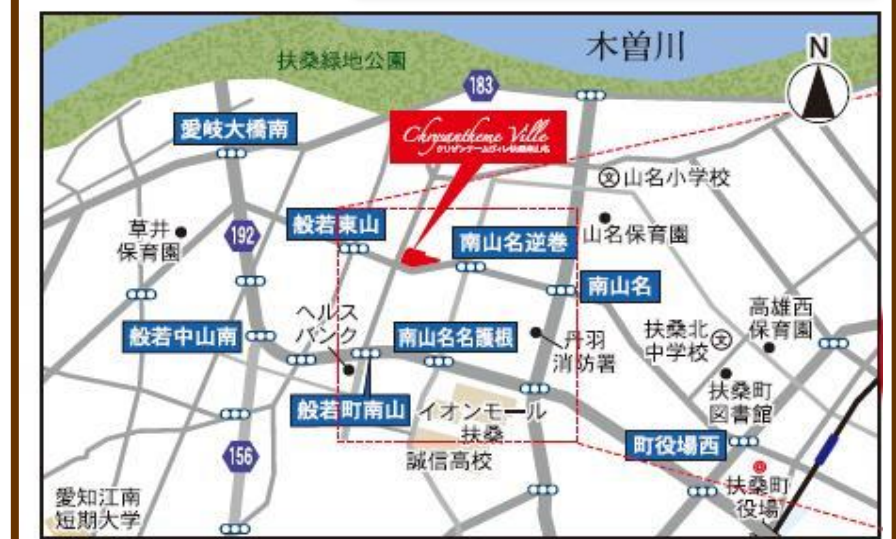 木曽川
N
扶桑緑地公園
183
愛岐大橋南
Chrysantheme Ville
文
山名小学校
草井
保育園
192
般若東山
南山名逆巻
山名保育園
南山名
高雄西
保育園
般若中山南
ヘルス
バンク
南山名名護根
丹羽
消防署
扶桑北
中学校
文
般若町南山
イオンモール
扶桑
扶桑町
図書館
町役場西
誠信高校
156
扶桑町
役場
愛知江南
短期大学